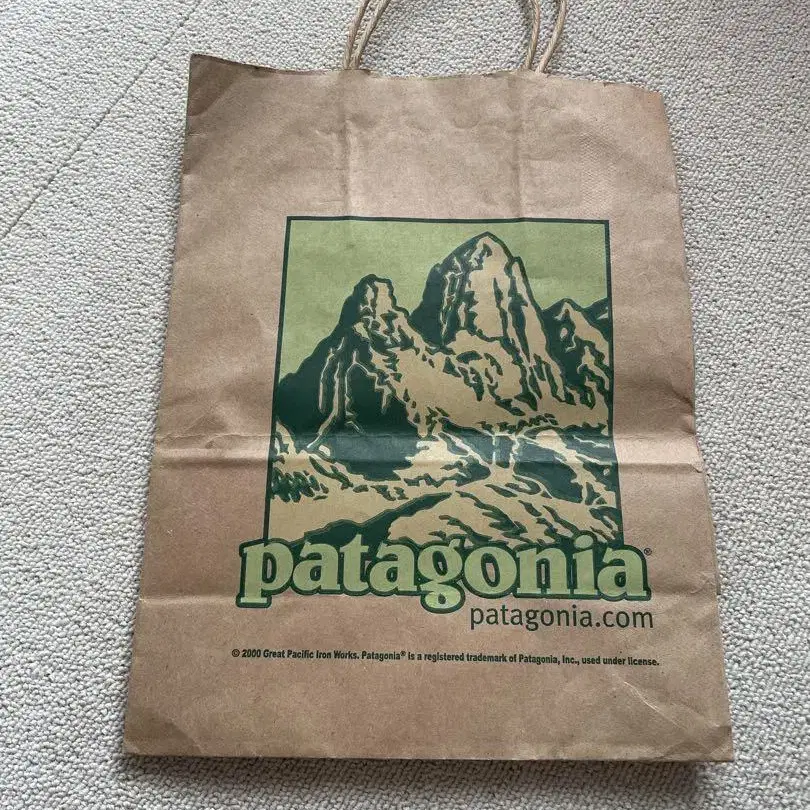 patagonia®
patagonia.com
© 2000 Great Pacific Iron Works. Patagonia® is a registered trademark of Patagonia, Inc., used under license.